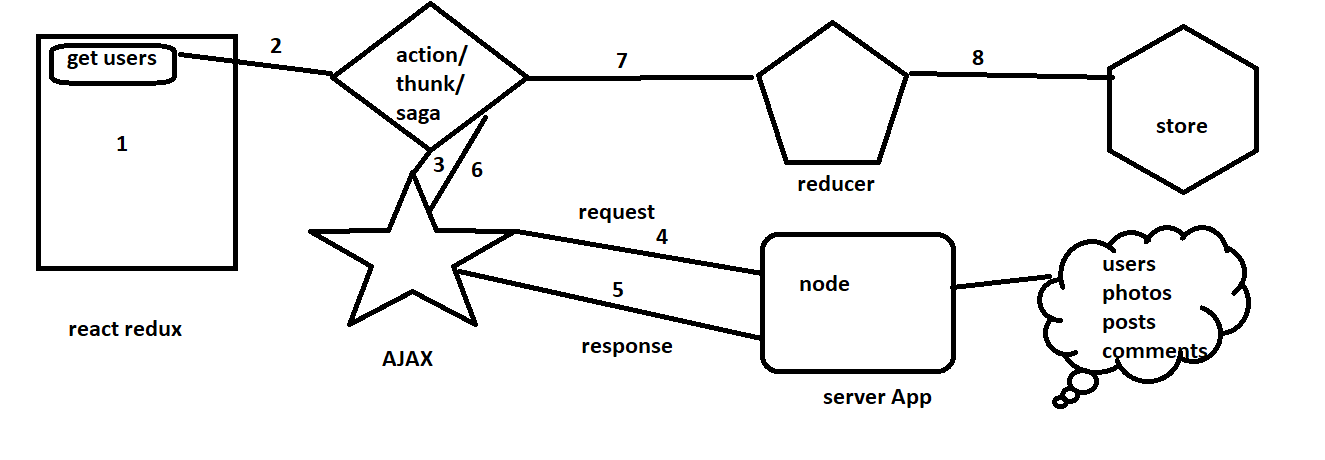 get users
1
react redux
2
action/
thunk/
saga
3
6
7
reducer
8
store
AJAX
request
4
5
response
node
server App
users
photos
posts
comments